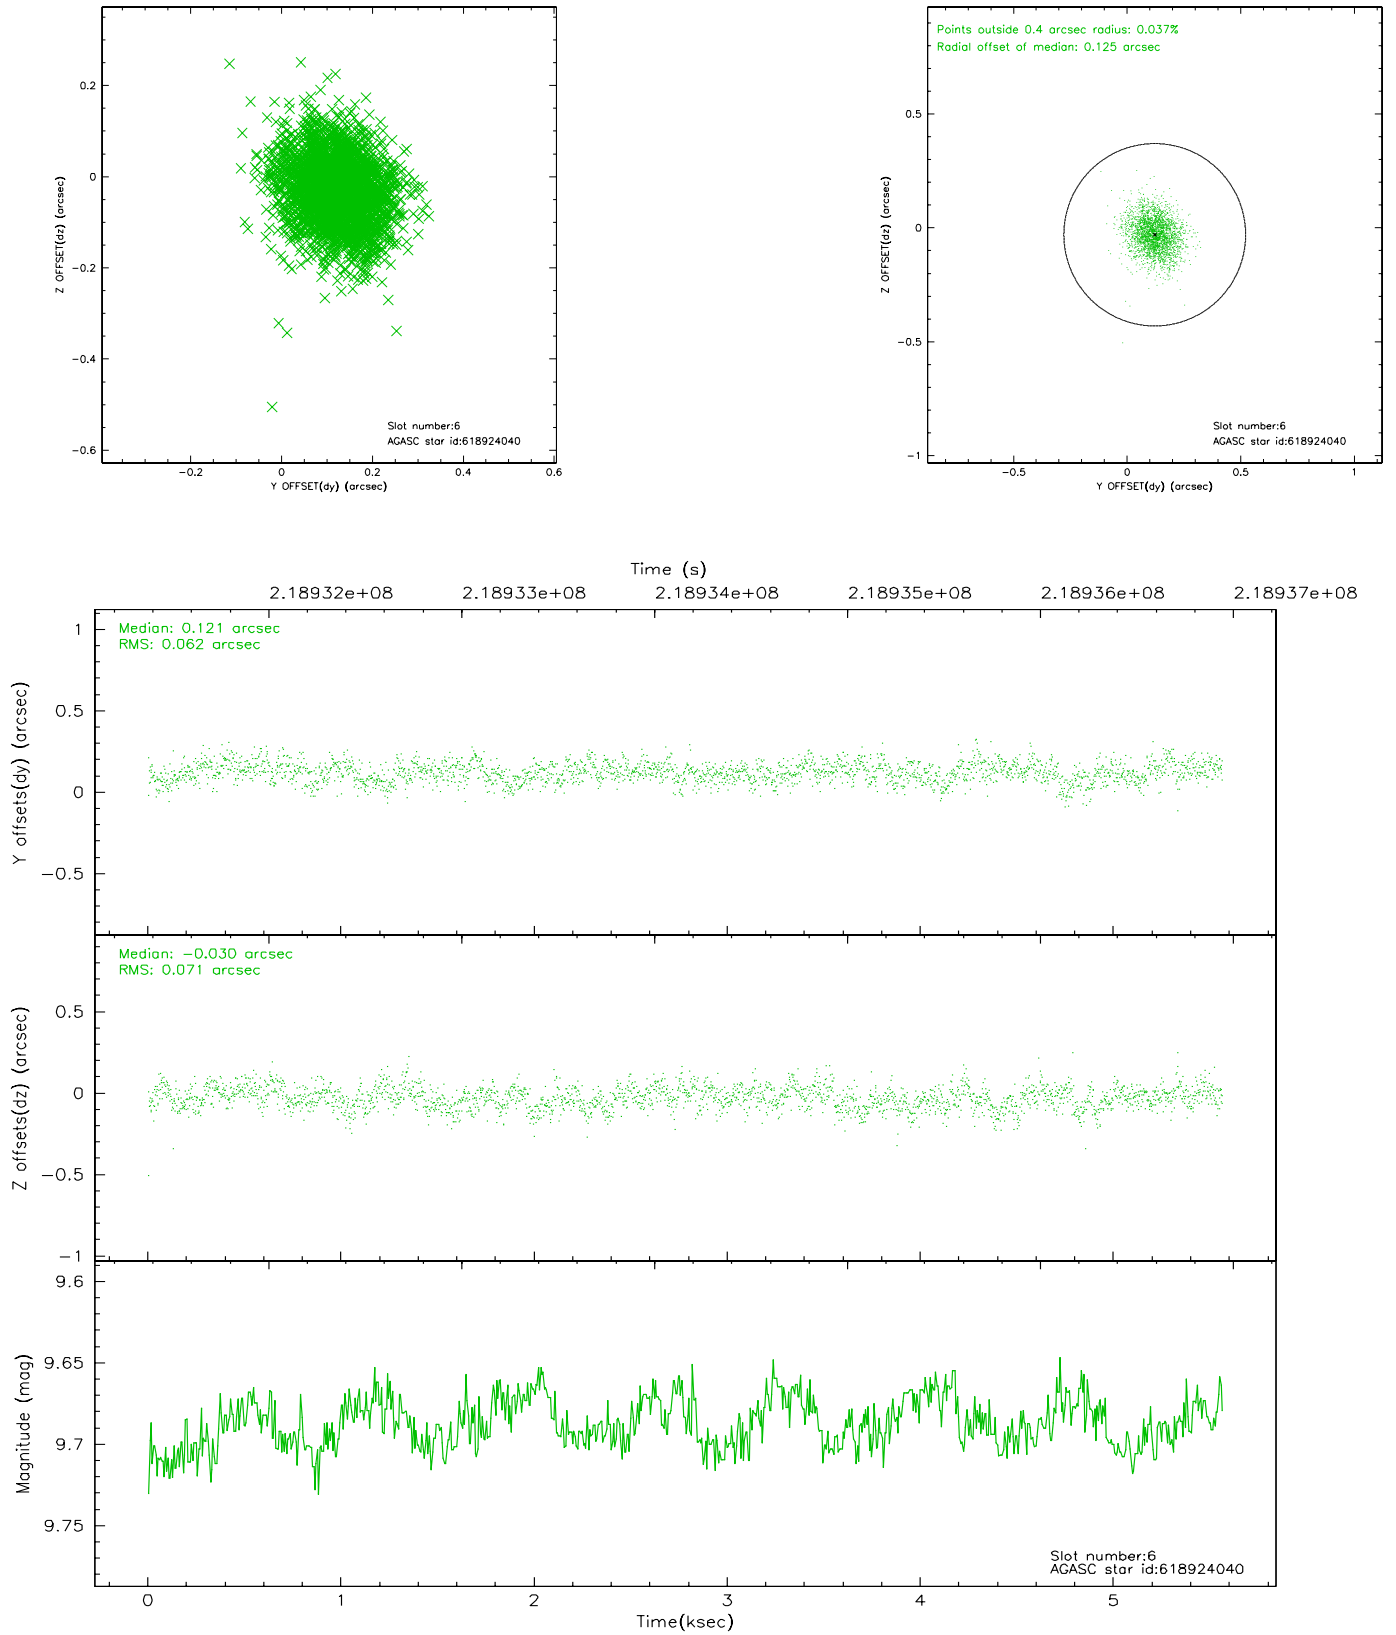 0.2
0
−0.2
−0.4
−0.6
Z OFFSET(dz) (arcsec)
Slot number:6
AGASC star id:618924040
−0.2 0 0.2 0.4 0.6
Y OFFSET(dy) (arcsec)
Points outside 0.4 arcsec radius: 0.037%
Radial offset of median: 0.125 arcsec
0.5
0
−0.5
−1
Z OFFSET(dz) (arcsec)
Slot number:6
AGASC star id:618924040
−0.5 0 0.5 1
Y OFFSET(dy) (arcsec)
Time (s)
2.18932e+08 2.18933e+08 2.18934e+08 2.18935e+08 2.18936e+08 2.18937e+08
Median: 0.121 arcsec
RMS: 0.062 arcsec
1
0.5
0
−0.5
Y offsets(dy) (arcsec)
Median: −0.030 arcsec
RMS: 0.071 arcsec
0.5
0
−0.5
−1
Z offsets(dz) (arcsec)
9.6
9.65
9.7
9.75
Magnitude (mag)
Slot number:6
AGASC star id:618924040
0 1 2 3 4 5
Time(ksec)